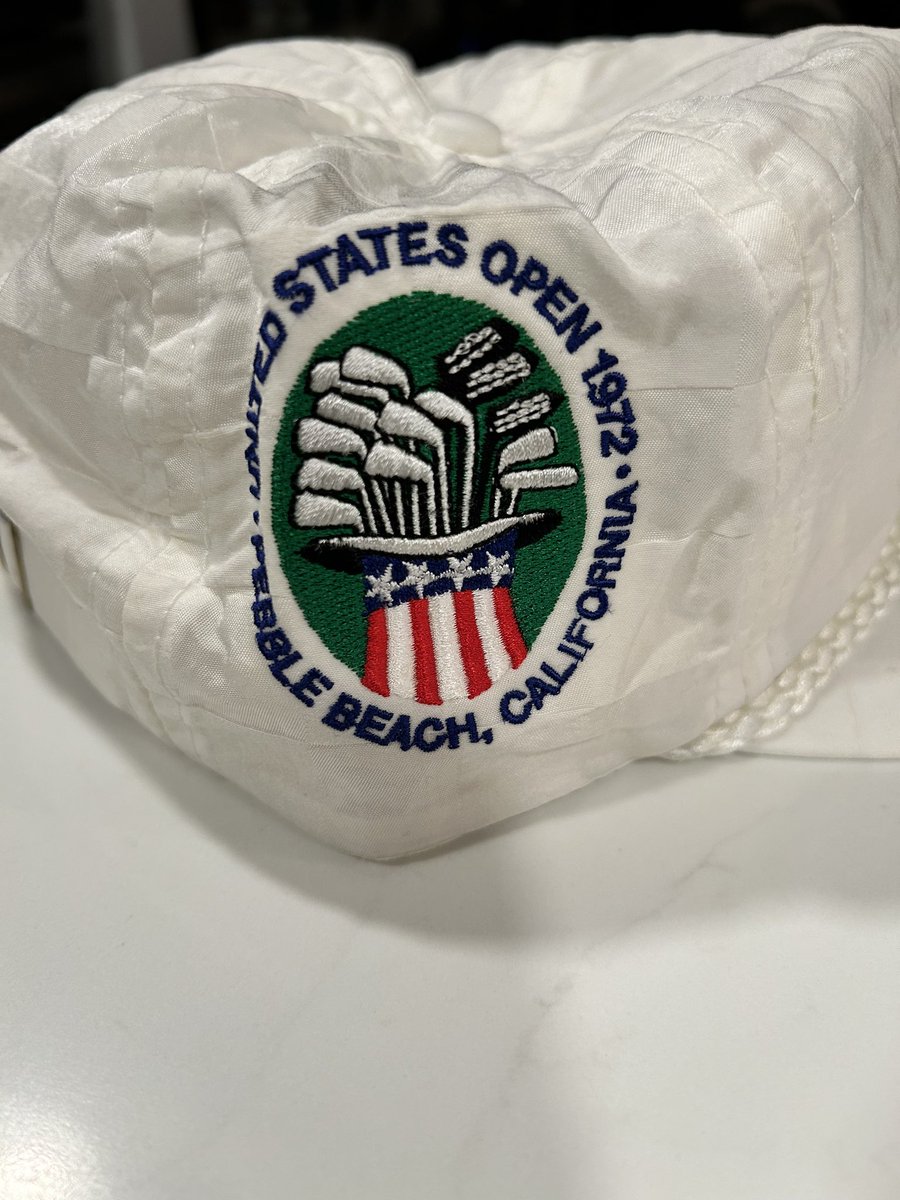 UNITED STATES OPEN 1972 •
PEBBLE BEACH, CALIFORNIA •